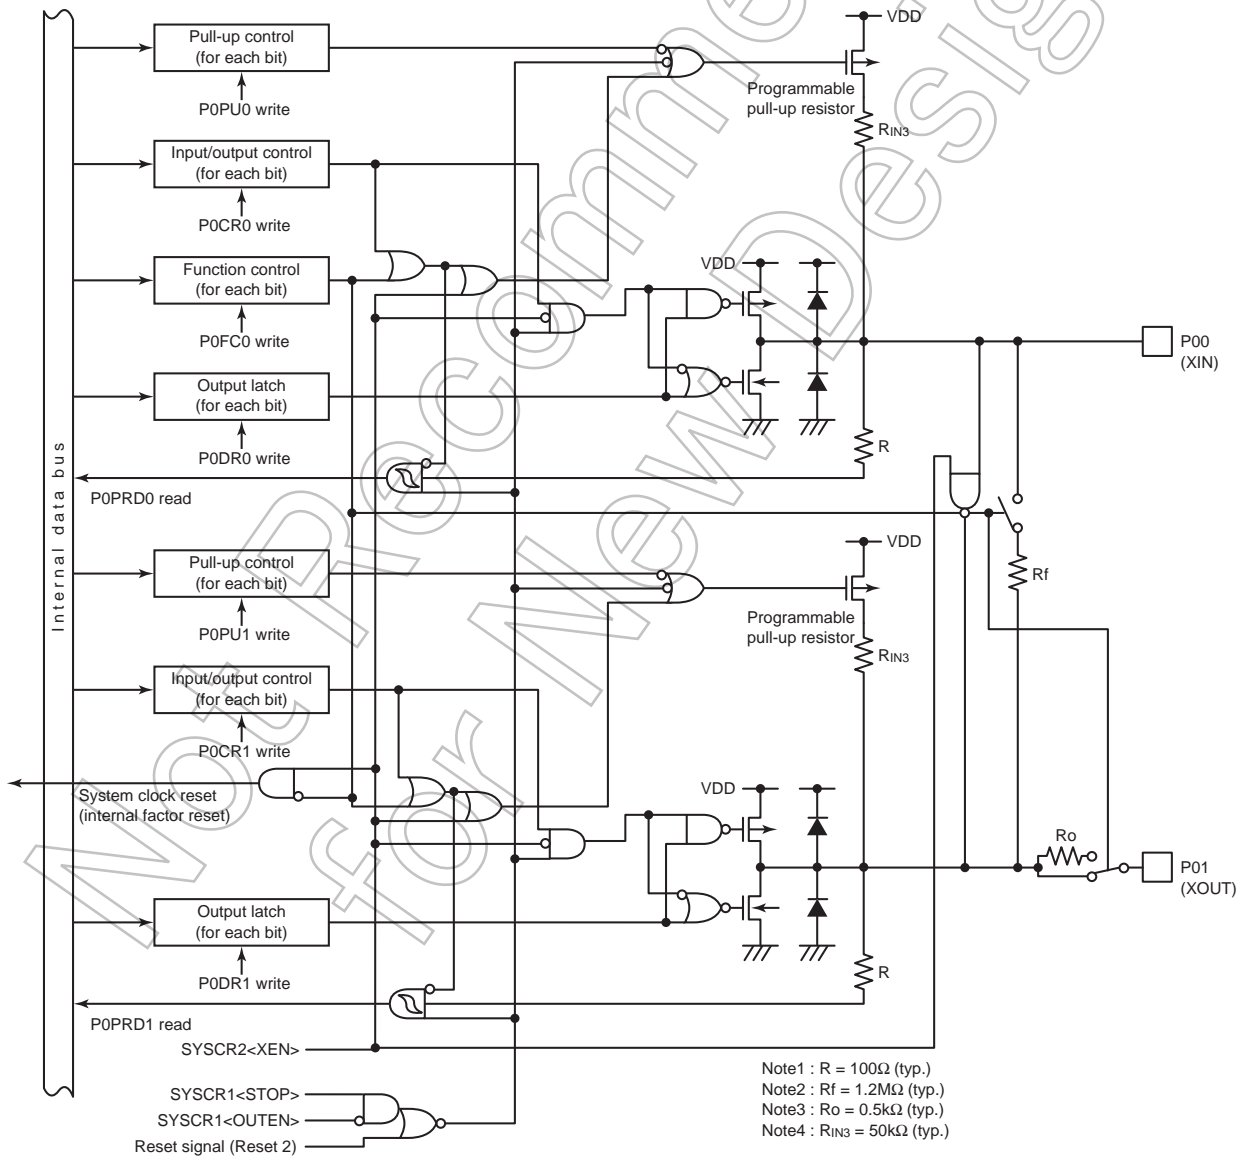 VDD
Pull-up control
(for each bit)
P0PU0 write
Programmable
pull-up resistor
RIN3
Input/output control
(for each bit)
P0CR0 write
VDD
Function control
(for each bit)
P0FC0 write
P00
(XIN)
Output latch
(for each bit)
P0DR0 write
R
P0PRD0 read
Internal data bus
VDD
Pull-up control
(for each bit)
P0PU1 write
Rf
Programmable
pull-up resistor
RIN3
Input/output control
(for each bit)
P0CR1 write
System clock reset
(internal factor reset)
VDD
Ro
P01
(XOUT)
Output latch
(for each bit)
P0DR1 write
R
P0PRD1 read
SYSCR2<XEN>
SYSCR1<STOP>
SYSCR1<OUTEN>
Reset signal (Reset 2)
Note1 : R = 100Ω (typ.)
Note2 : Rf = 1.2MΩ (typ.)
Note3 : Ro = 0.5kΩ (typ.)
Note4 : RIN3 = 50kΩ (typ.)
Not Recomme
for New Desig